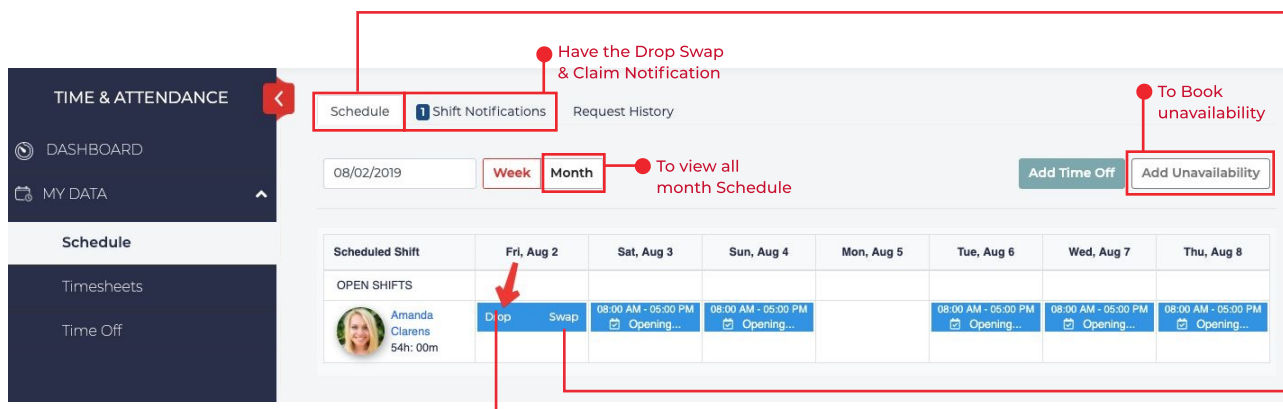 Have the Drop Swap
& Claim Notification
TIME & ATTENDANCE
Schedule 1 Shift Notifications Request History
To Book
unavailability
DASHBOARD
08/02/2019 Week Month
To view all
month Schedule
Add Time Off Add Unavailability
MY DATA
Schedule
Timesheets
Time Off
Scheduled Shift Fri, Aug 2 Sat, Aug 3 Sun, Aug 4 Mon, Aug 5 Tue, Aug 6 Wed, Aug 7 Thu, Aug 8
OPEN SHIFTS
Amanda
Clarens
54h: 00m
Drop Swap
08:00 AM - 05:00 PM
Opening...
08:00 AM - 05:00 PM
Opening...
08:00 AM - 05:00 PM
Opening...
08:00 AM - 05:00 PM
Opening...
08:00 AM - 05:00 PM
Opening...